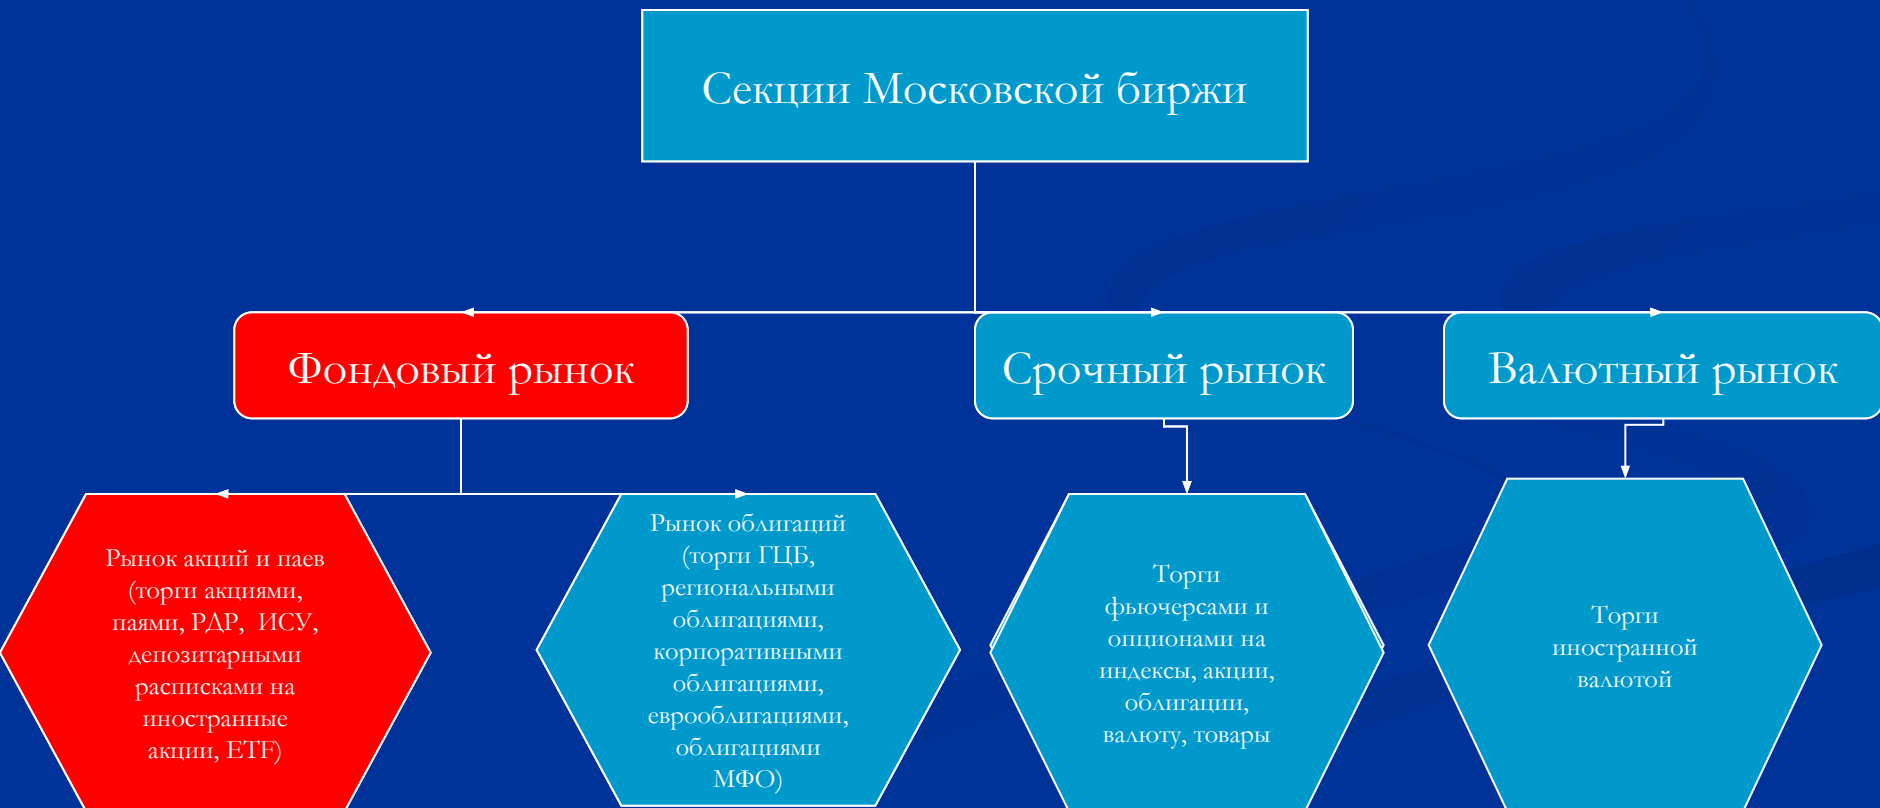 Секции Московской биржи
Фондовый рынок
Срочный рынок
Валютный рынок
Рынок акций и паев
(торги акциями,
паями, РДР, ИСУ,
депозитарными
расписками на
иностранные
акции, ETF)
Рынок облигаций
(торги ГЦБ,
региональными
облигациями,
корпоративными
облигациями,
еврооблигациями,
облигациями
МФО)
Торги
фьючерсами и
опционами на
индексы, акции,
облигации,
валюту, товары
Торги
иностранной
валютой